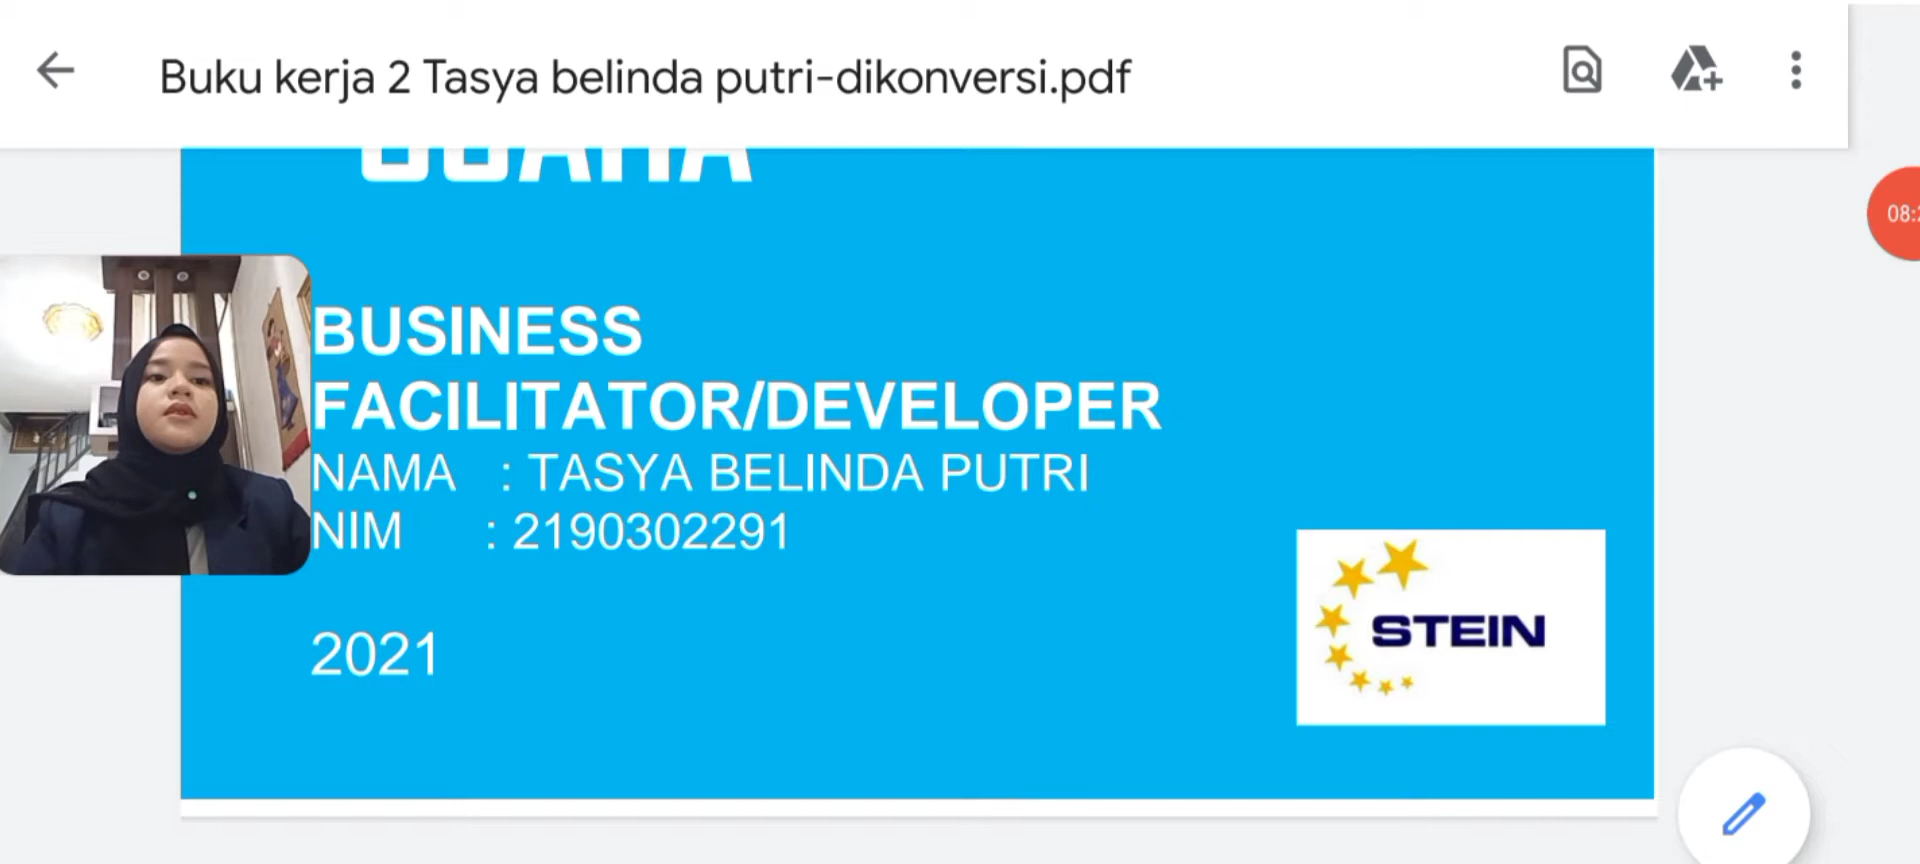 Buku kerja 2 Tasya belinda putri-dikonversi.pdf
BUSINESS
FACILITATOR/DEVELOPER
NAMA : TASYA BELINDA PUTRI
NIM : 2190302291
2021
STEIN